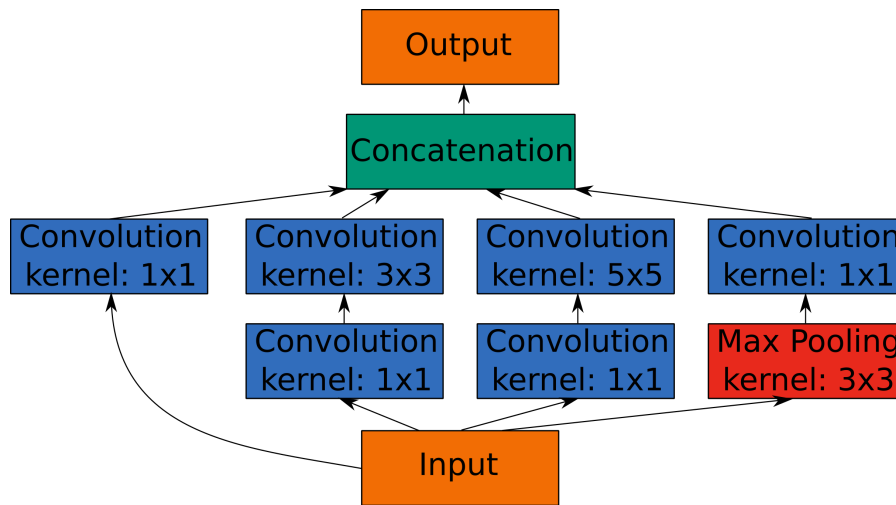 Output
Concatenation
Convolution
kernel: 1x1
Convolution
kernel: 3x3
Convolution
kernel: 5x5
Convolution
kernel: 1x1
Convolution
kernel: 1x1
Convolution
kernel: 1x1
Max Pooling
kernel: 3x3
Input